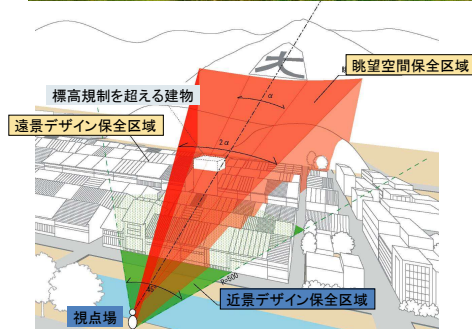 大
眺望空間保全区域
標高規制を超える建物
α
遠景デザイン保全区域
2α
R=500
近景デザイン保全区域
視点場